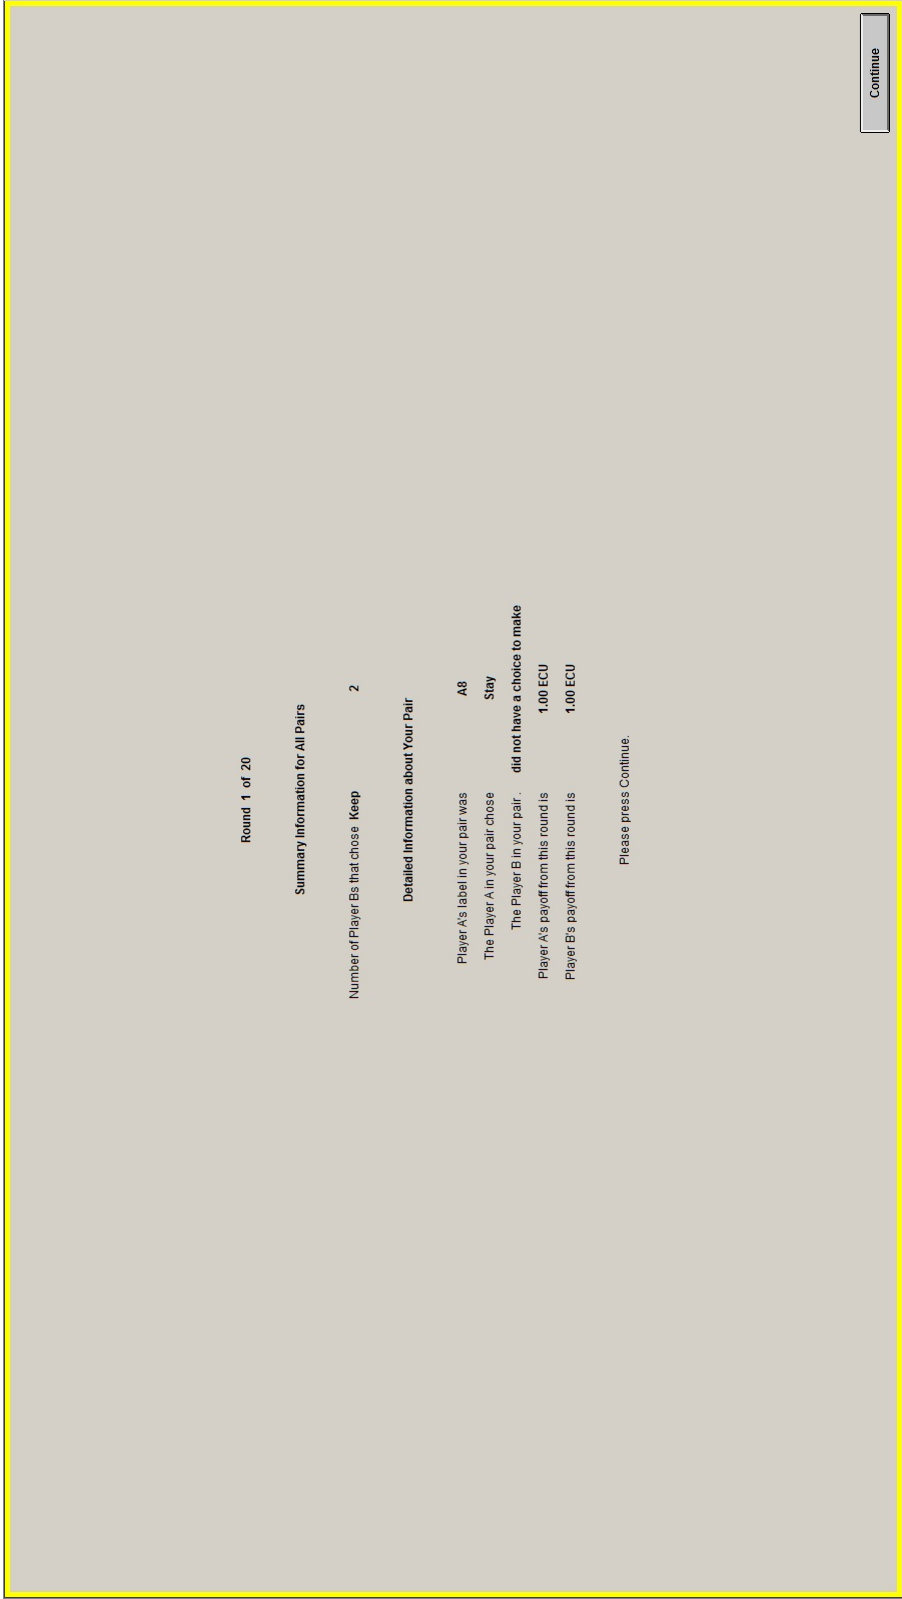 Round 1 of 20
Summary Information for All Pairs
Number of Player Bs that chose Keep 2
Detailed Information about Your Pair
Player A's label in your pair was A8
The Player A in your pair chose Stay
The Player B in your pair . did not have a choice to make
Player A's payoff from this round is 1.00 ECU
Player B's payoff from this round is 1.00 ECU
Please press Continue.
Continue